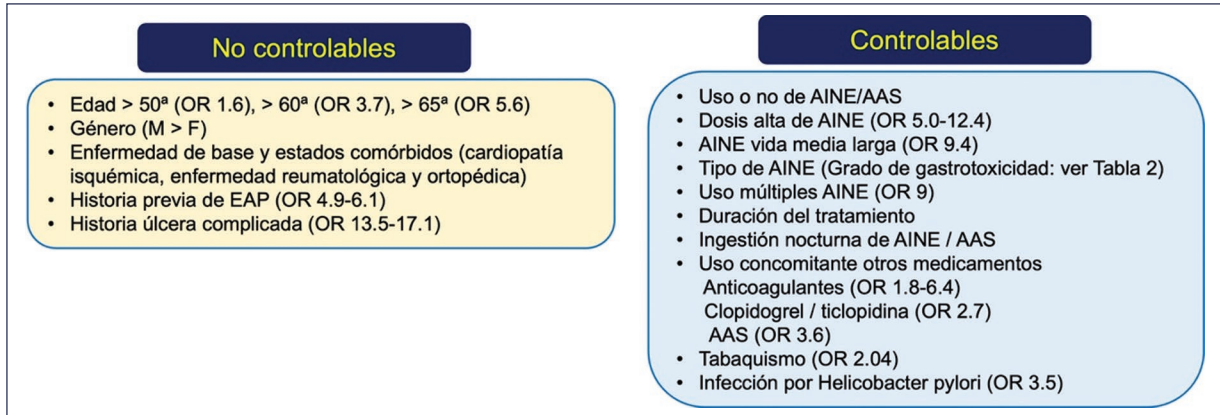 No controlables
• Edad > 50ª (OR 1.6), > 60ª (OR 3.7), > 65ª (OR 5.6)
• Género (M > F)
• Enfermedad de base y estados comórbidos (cardiopatía
isquémica, enfermedad reumatológica y ortopédica)
• Historia previa de EAP (OR 4.9-6.1)
• Historia úlcera complicada (OR 13.5-17.1)
Controlables
• Uso o no de AINE/AAS
• Dosis alta de AINE (OR 5.0-12.4)
• AINE vida media larga (OR 9.4)
• Tipo de AINE (Grado de gastrotoxicidad: ver Tabla 2)
• Uso múltiples AINE (OR 9)
• Duración del tratamiento
• Ingestión nocturna de AINE / AAS
• Uso concomitante otros medicamentos
Anticoagulantes (OR 1.8-6.4)
Clopidogrel / ticlopidina (OR 2.7)
AAS (OR 3.6)
• Tabaquismo (OR 2.04)
• Infección por Helicobacter pylori (OR 3.5)